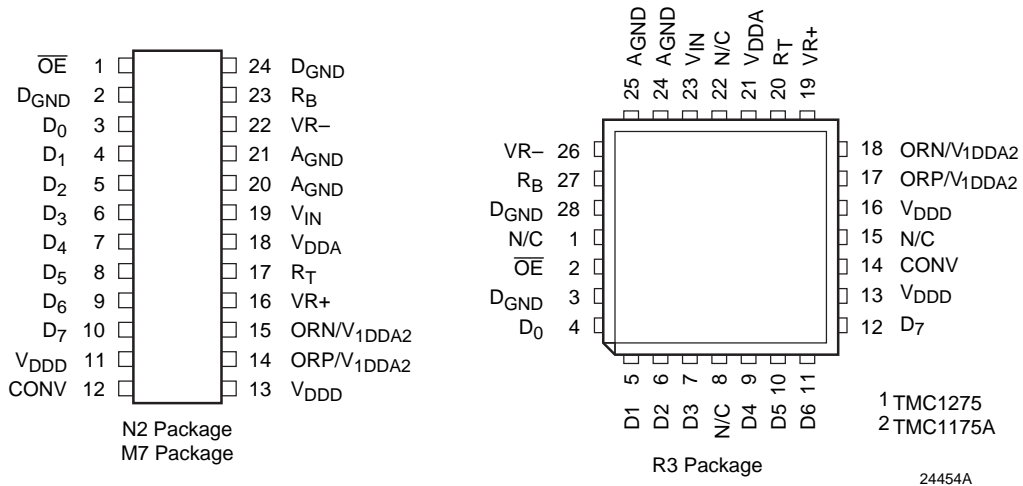 OE 1
DGND 2
D0 3
D1 4
D2 5
D3 6
D4 7
D5 8
D6 9
D7 10
VDDD 11
CONV 12
24 DGND
23 RB
22 VR–
21 AGND
20 AGND
19 VIN
18 VDDA
17 RT
16 VR+
15 ORN/V1DDA2
14 ORP/V1DDA2
13 VDDD
N2 Package
M7 Package
25 AGND
24 AGND
23 VIN
22 N/C
21 VDDA
20 RT
19 VR+
VR– 26
RB 27
DGND 28
N/C 1
OE 2
DGND 3
D0 4
18 ORN/V1DDA2
17 ORP/V1DDA2
16 VDDD
15 N/C
14 CONV
13 VDDD
12 D7
D1 5
D2 6
D3 7
N/C 8
D4 9
D5 10
D6 11
R3 Package
1 TMC1275
2 TMC1175A
24454A